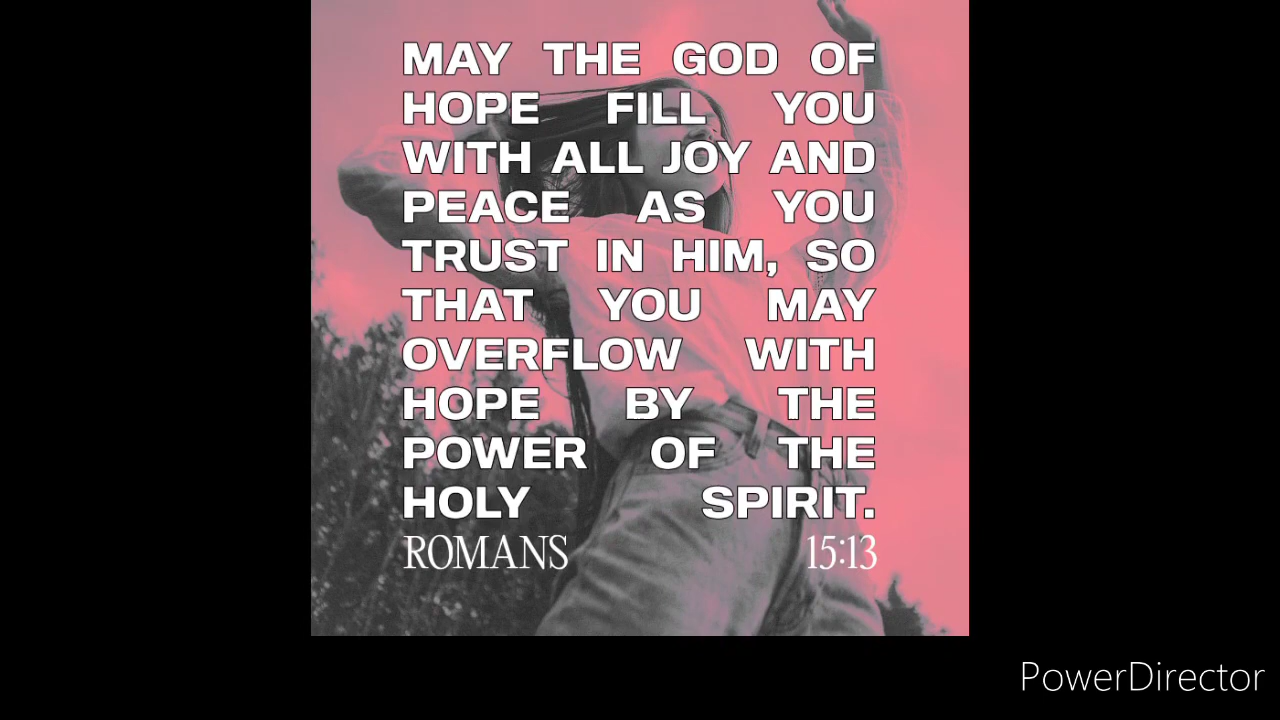 MAY THE GOD OF
HOPE FILL YOU
WITH ALL JOY AND
PEACE AS YOU
TRUST IN HIM, SO
THAT YOU MAY
OVERFLOW WITH
HOPE BY THE
POWER OF THE
HOLY SPIRIT.
ROMANS 15:13
PowerDirector